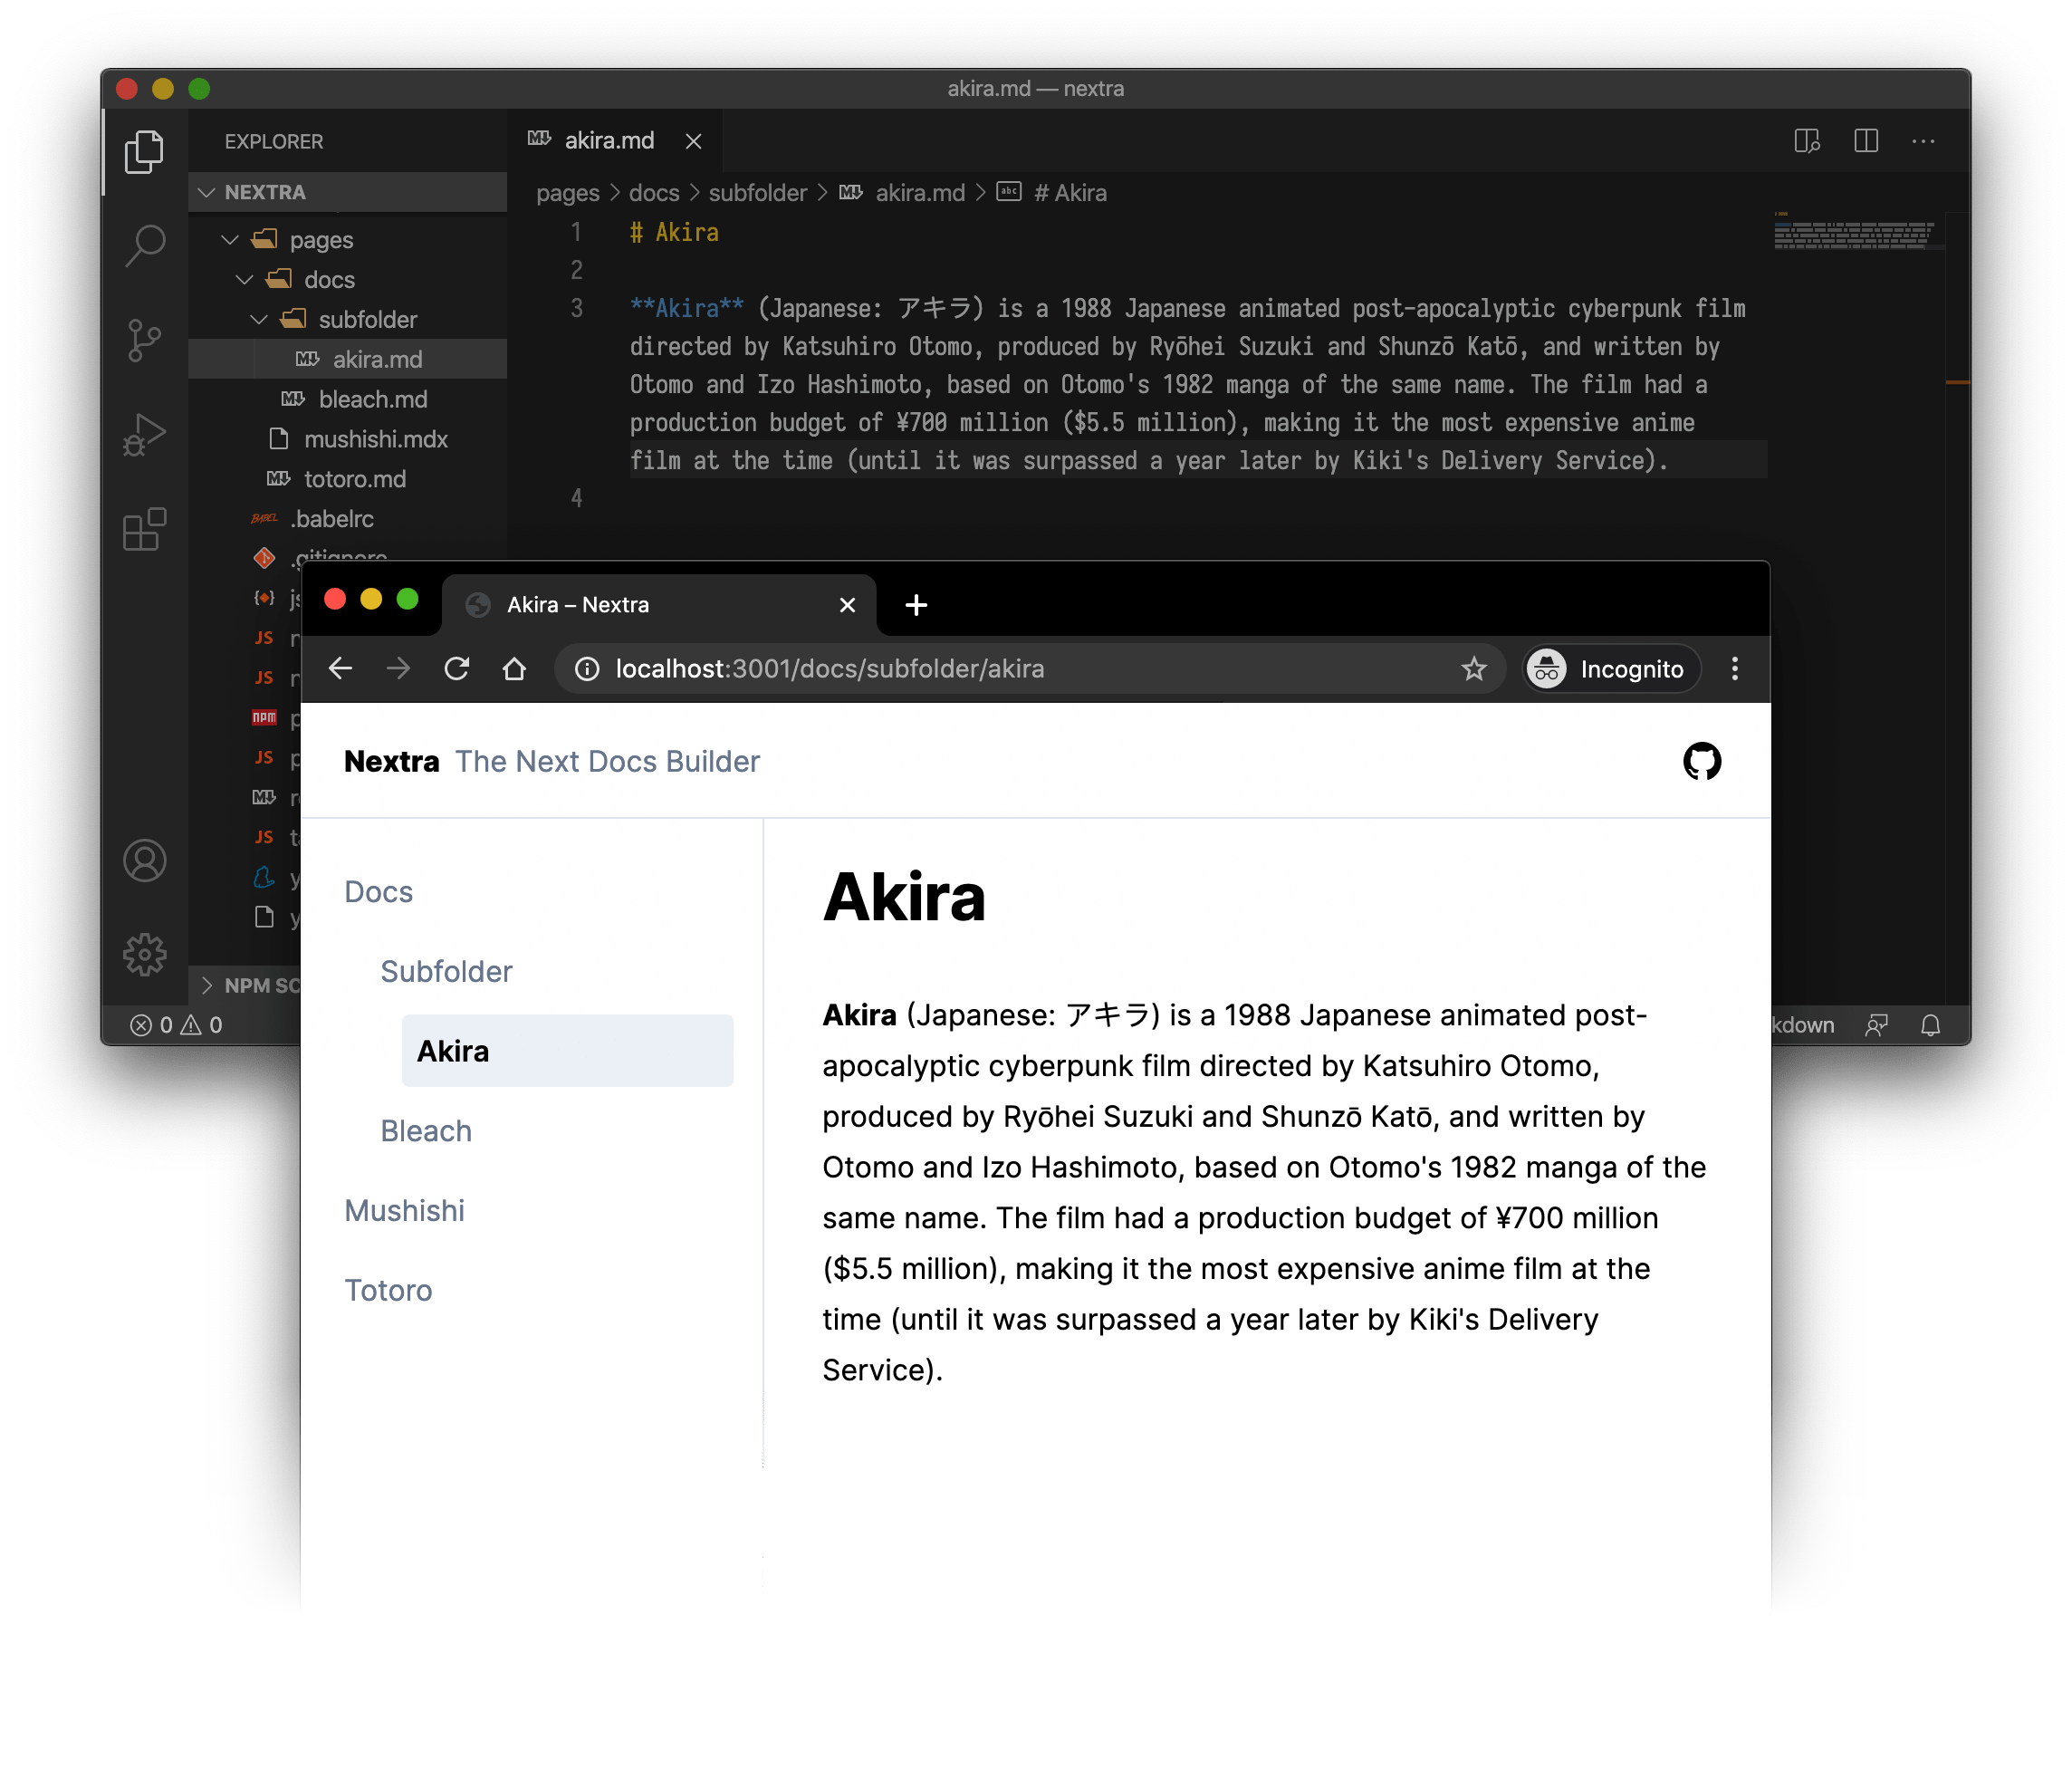 akira.md — nextra
EXPLORER
akira.md
NEXTRA
pages > docs > subfolder > akira.md > # Akira
pages
docs
subfolder
akira.md
bleach.md
mushishi.mdx
totoro.md
.babelrc
.gitignore
1 # Akira
2
3 **Akira** (Japanese: アキラ) is a 1988 Japanese animated post-apocalyptic cyberpunk film
directed by Katsuhiro Otomo, produced by Ryōhei Suzuki and Shunzō Katō, and written by
Otomo and Izo Hashimoto, based on Otomo's 1982 manga of the same name. The film had a
production budget of ¥700 million ($5.5 million), making it the most expensive anime
film at the time (until it was surpassed a year later by Kiki's Delivery Service).
4
NPM SC
0 0
kdown
Akira – Nextra
localhost:3001/docs/subfolder/akira
Incognito
Nextra The Next Docs Builder
Docs
Subfolder
Akira
Bleach
Mushishi
Totoro
Akira
Akira (Japanese: アキラ) is a 1988 Japanese animated post-
apocalyptic cyberpunk film directed by Katsuhiro Otomo,
produced by Ryōhei Suzuki and Shunzō Katō, and written by
Otomo and Izo Hashimoto, based on Otomo's 1982 manga of the
same name. The film had a production budget of ¥700 million
($5.5 million), making it the most expensive anime film at the
time (until it was surpassed a year later by Kiki's Delivery
Service).